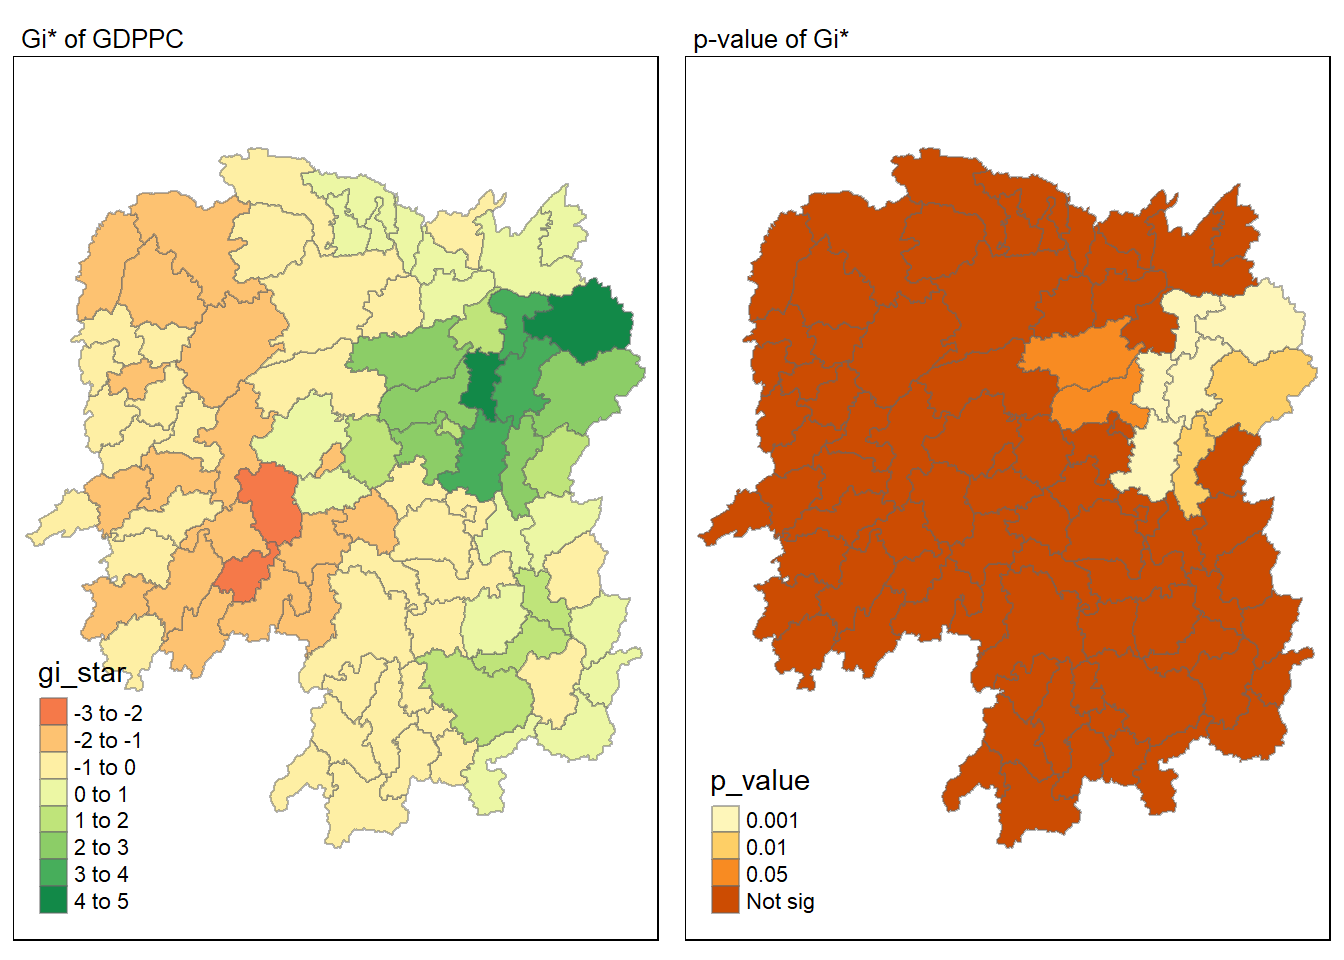 Gi* of GDPPC
gi_star
-3 to -2
-2 to -1
-1 to 0
0 to 1
1 to 2
2 to 3
3 to 4
4 to 5
p-value of Gi*
p_value
0.001
0.01
0.05
Not sig